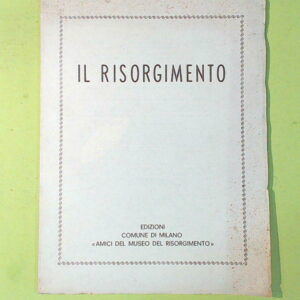 IL RISORGIMENTO
EDIZIONI
COMUNE DI MILANO
«AMICI DEL MUSEO DEL RISORGIMENTO»